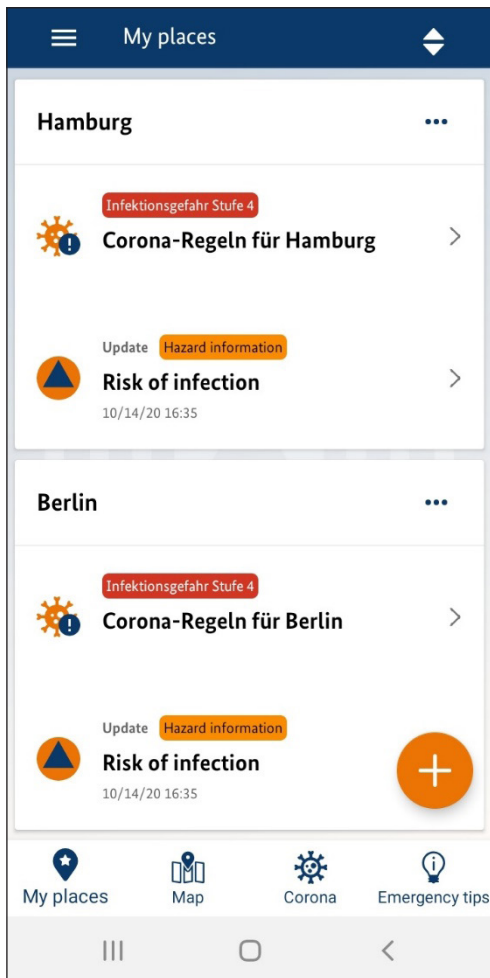 My places
Hamburg
Infektionsgefahr Stufe 4
Corona-Regeln für Hamburg
Update Hazard information
Risk of infection
10/14/20 16:35
Berlin
Infektionsgefahr Stufe 4
Corona-Regeln für Berlin
Update Hazard information
Risk of infection
10/14/20 16:35
My places Map Corona Emergency tips